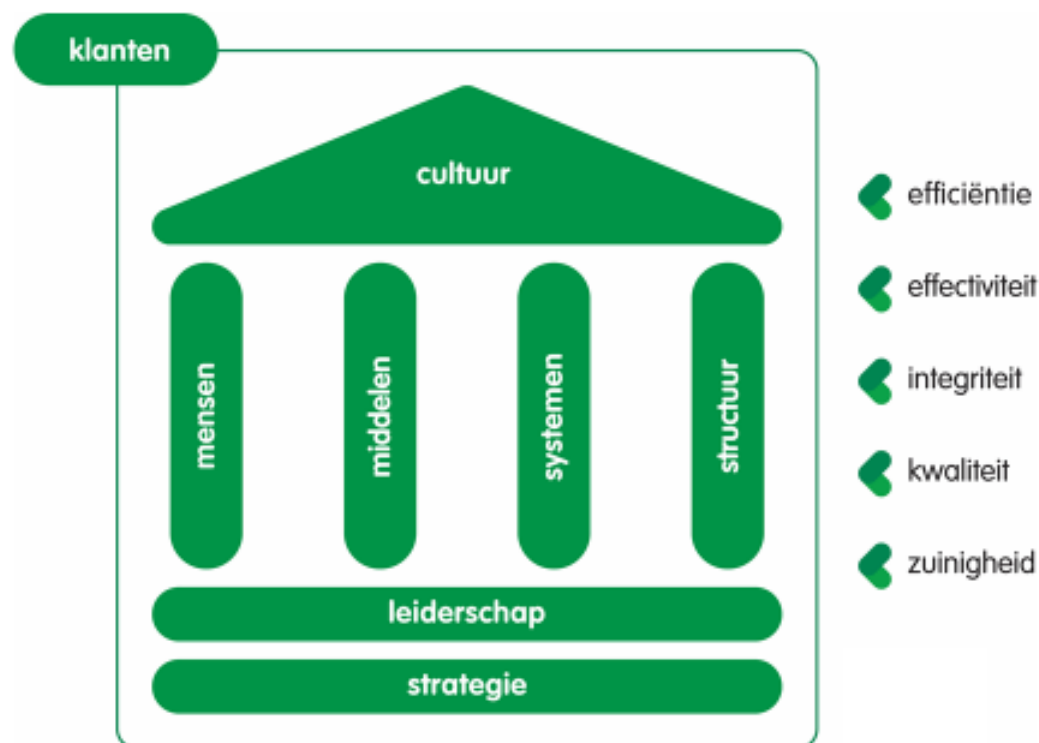 klanten
cultuur
mensen
middelen
systemen
structuur
leiderschap
strategie
efficiëntie
effectiviteit
integriteit
kwaliteit
zuinigheid